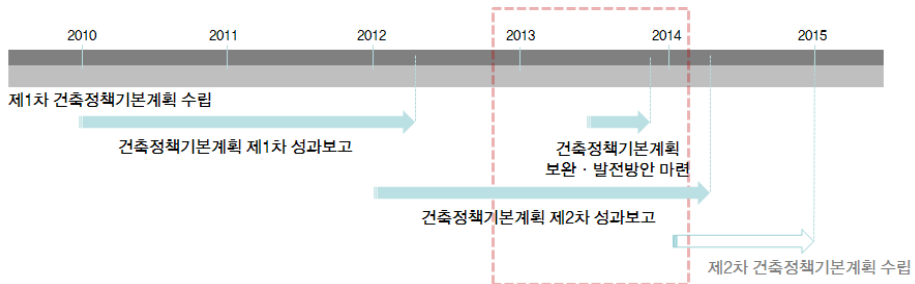 2010 2011 2012 2013 2014 2015
제1차 건축정책기본계획 수립
건축정책기본계획 제1차 성과보고
건축정책기본계획
보완 · 발전방안 마련
건축정책기본계획 제2차 성과보고
제2차 건축정책기본계획 수립